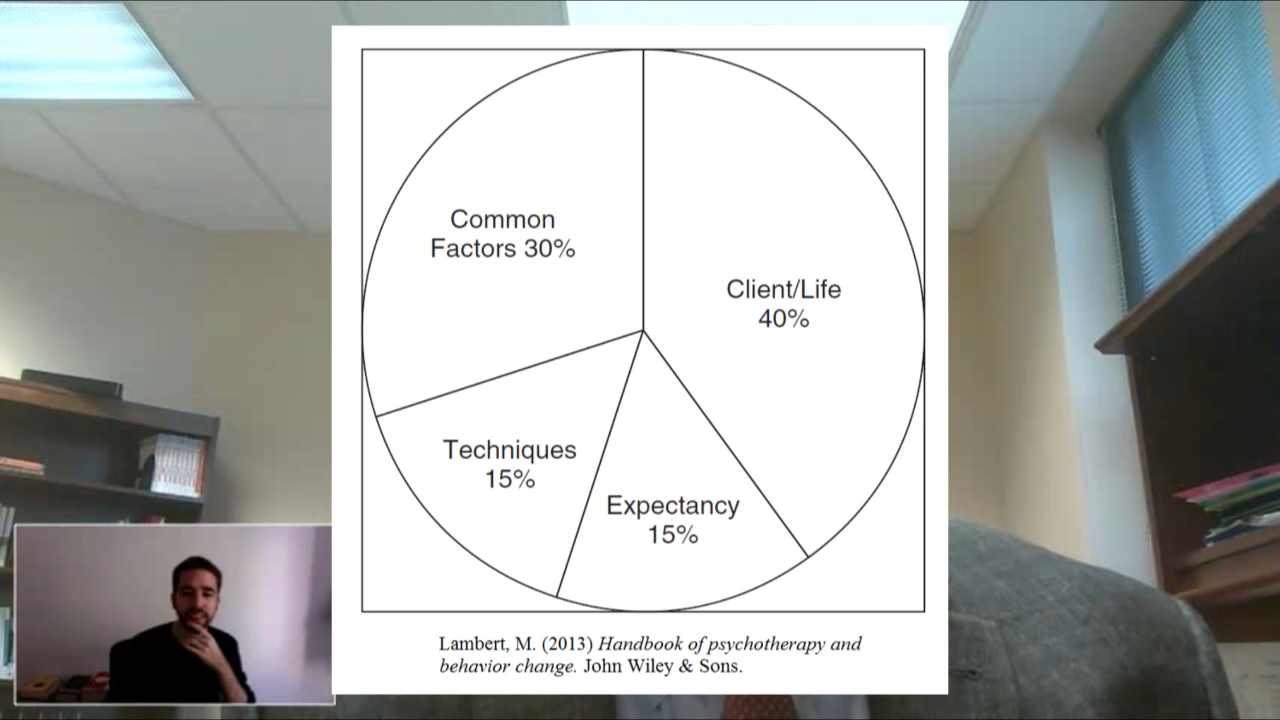 Common
Factors 30%
Client/Life
40%
Techniques
15%
Expectancy
15%
Lambert, M. (2013) Handbook of psychotherapy and
behavior change. John Wiley & Sons.